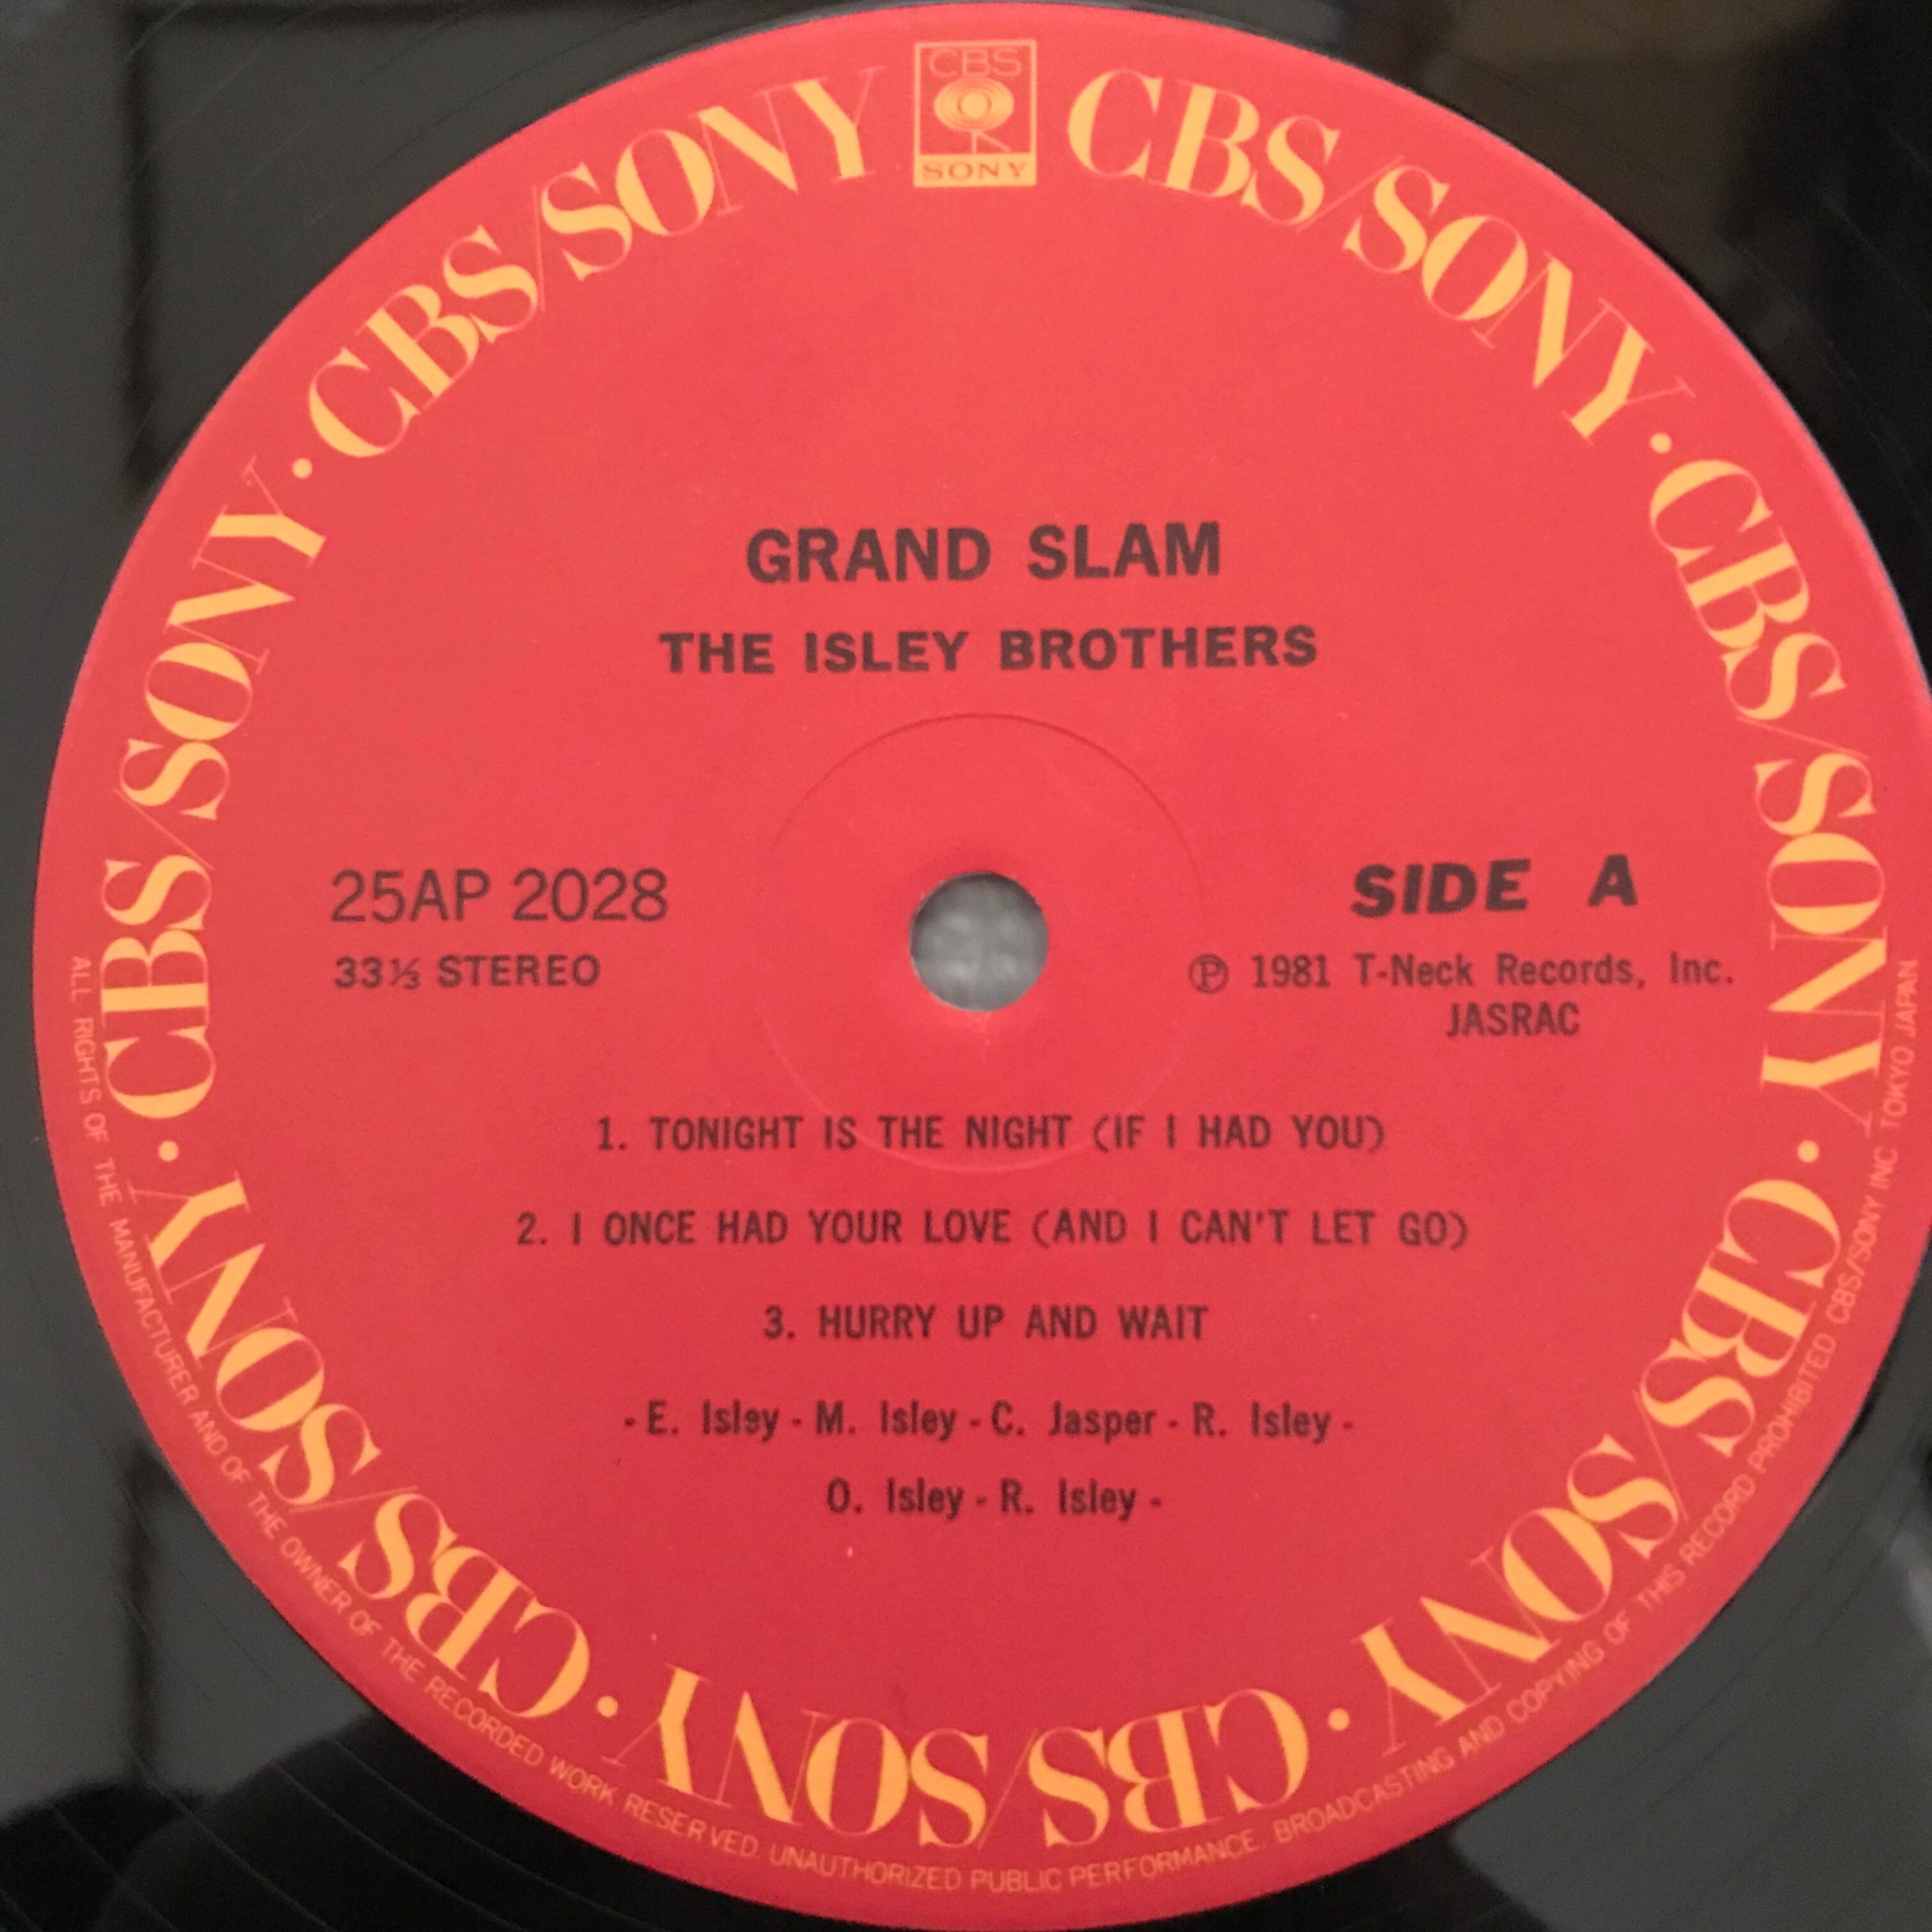 CBS
SONY
CBS/SONY · CBS/SONY · CBS/SONY · CBS/SONY · CBS/SONY · CBS/SONY · CBS/SONY
GRAND SLAM
THE ISLEY BROTHERS
25AP 2028
33⅓ STEREO
SIDE A
℗ 1981 T-Neck Records, Inc.
JASRAC
1. TONIGHT IS THE NIGHT (IF I HAD YOU)
2. I ONCE HAD YOUR LOVE (AND I CAN'T LET GO)
3. HURRY UP AND WAIT
- E. Isley - M. Isley - C. Jasper - R. Isley -
O. Isley - R. Isley -
ALL RIGHTS OF THE MANUFACTURER AND OF THE OWNER OF THE RECORDED WORK RESERVED. UNAUTHORIZED PUBLIC PERFORMANCE. BROADCASTING AND COPYING OF THIS RECORD PROHIBITED CBS/SONY INC TOKYO JAPAN